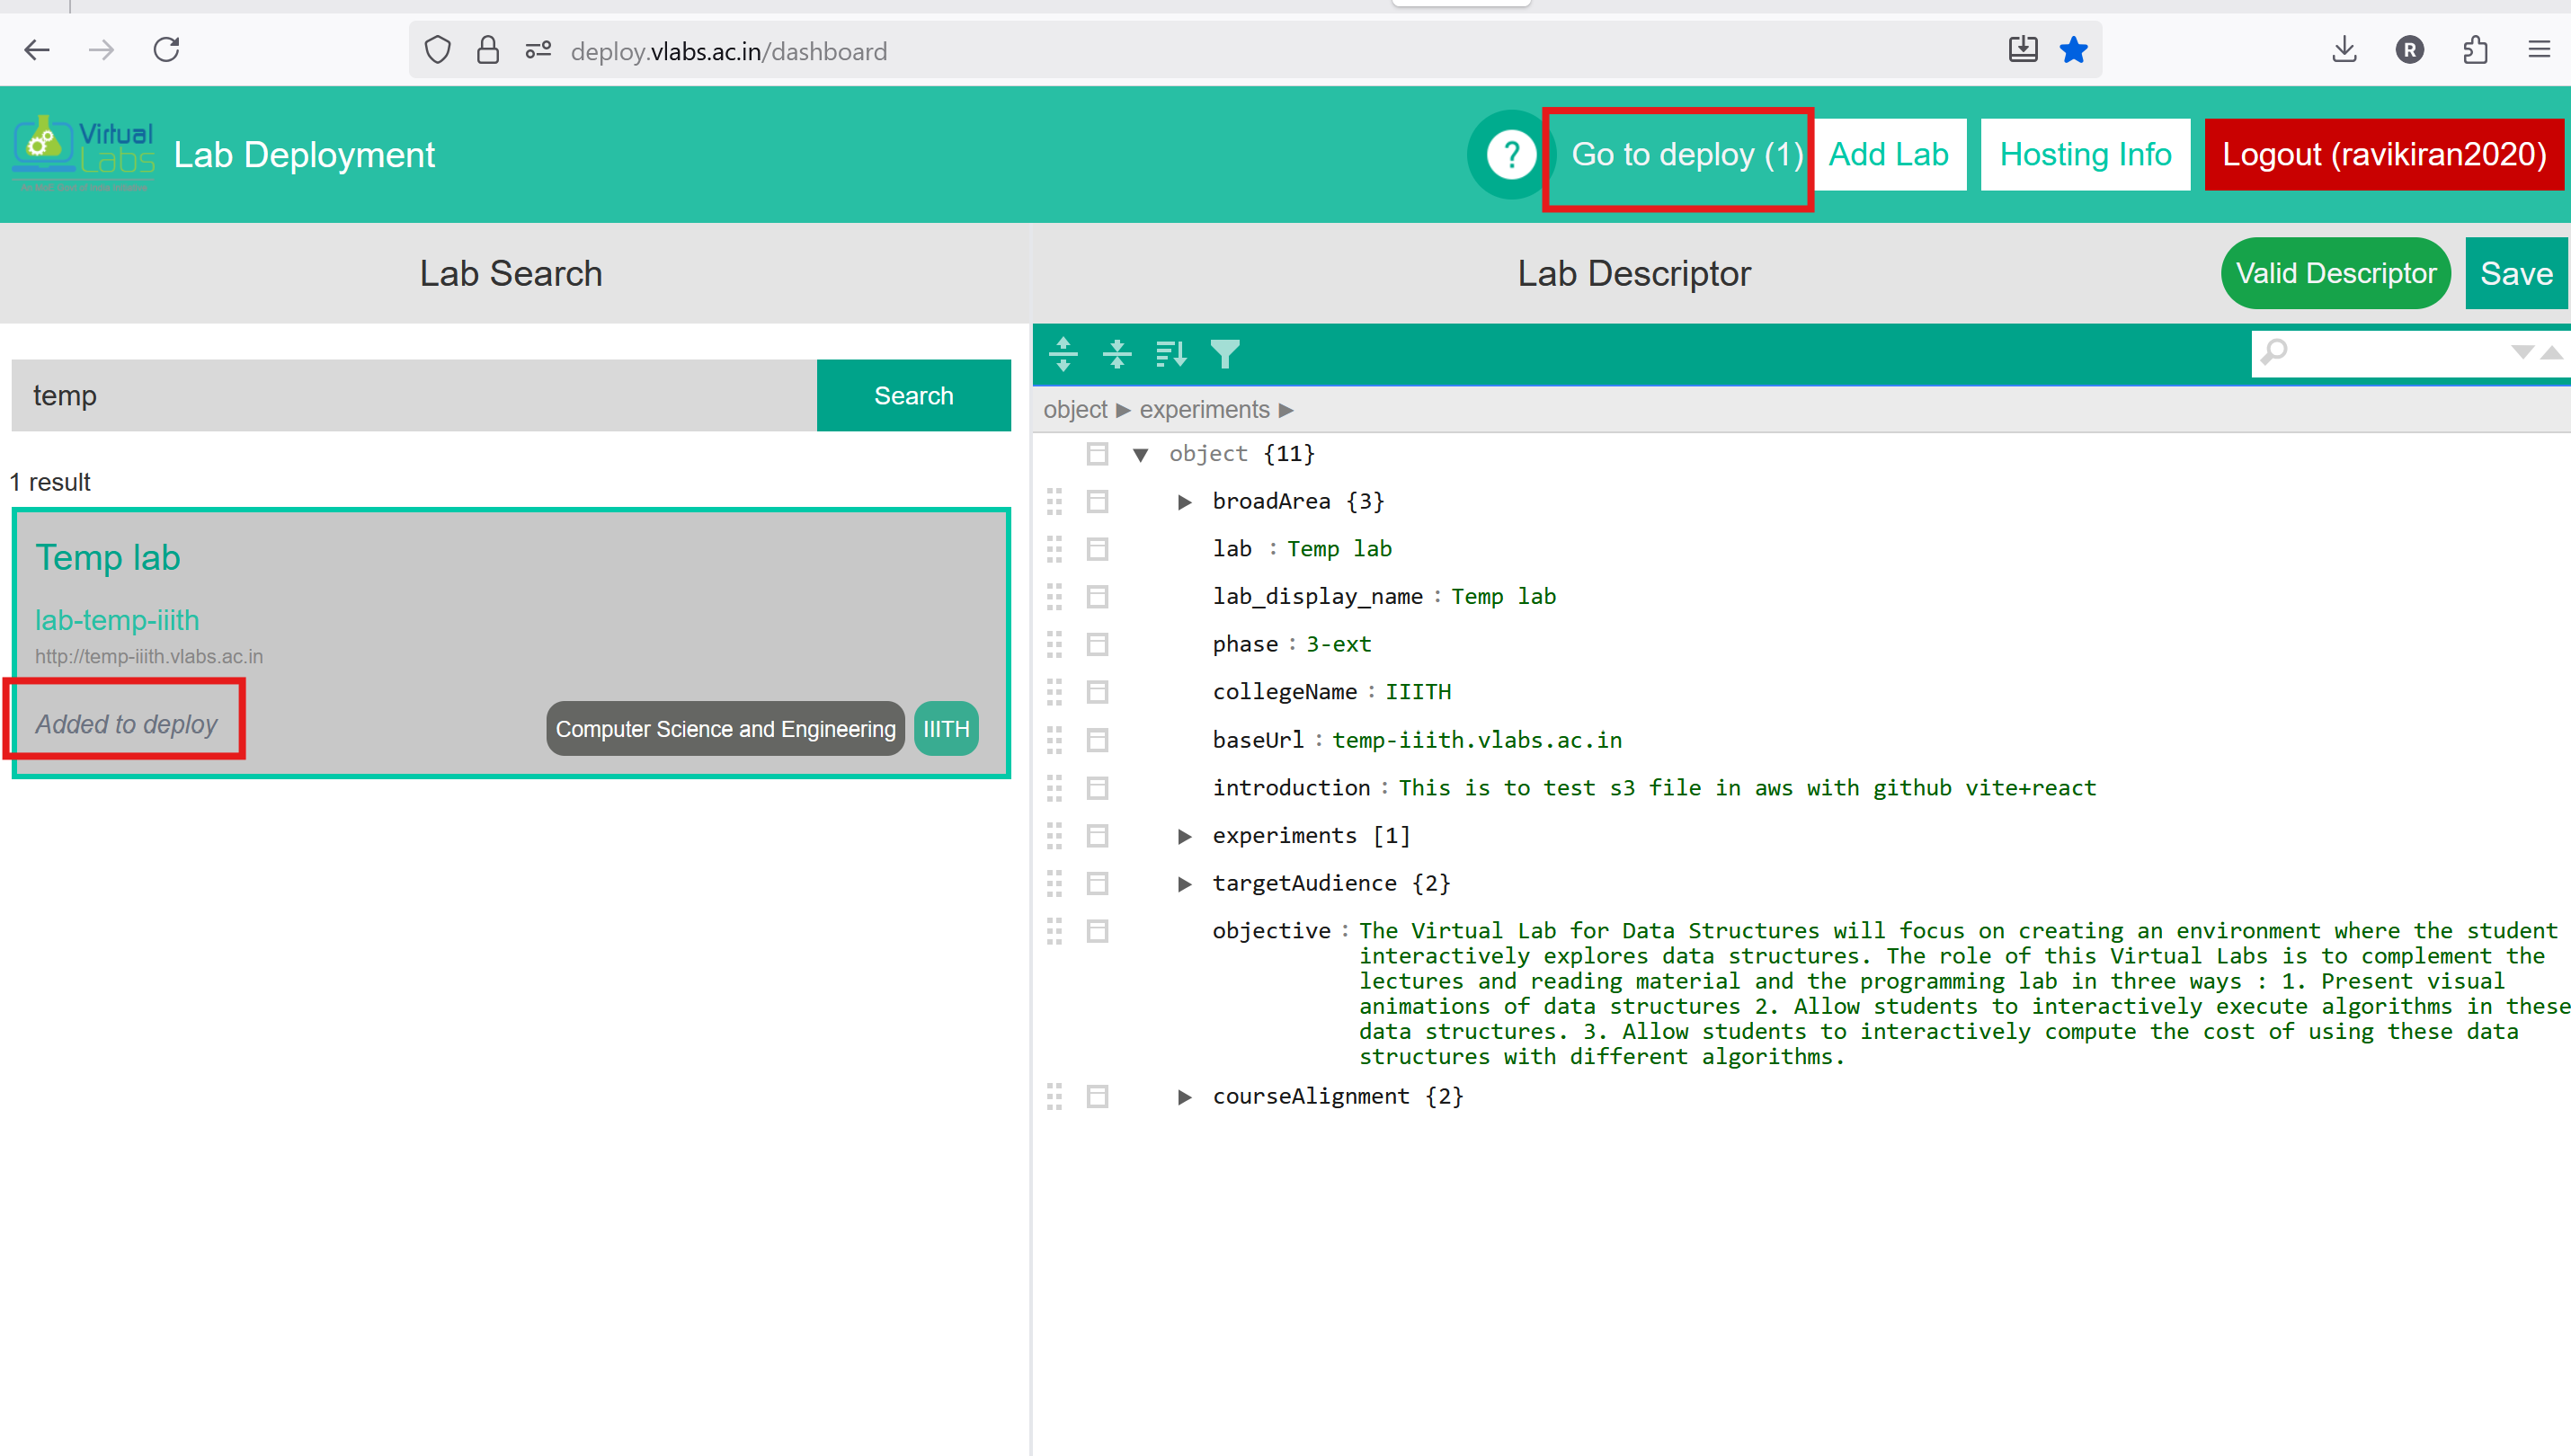 deploy.vlabs.ac.in/dashboard
R
Virtual
Labs
Lab Deployment
?
Go to deploy (1)
Add Lab
Hosting Info
Logout (ravikiran2020)
Lab Search
Lab Descriptor
Valid Descriptor
Save
temp
Search
object ► experiments ►
1 result
Temp lab
lab-temp-iiith
http://temp-iiith.vlabs.ac.in
Added to deploy
Computer Science and Engineering
IIITH
object {11}
broadArea {3}
lab : Temp lab
lab_display_name : Temp lab
phase : 3-ext
collegeName : IIITH
baseUrl : temp-iiith.vlabs.ac.in
introduction : This is to test s3 file in aws with github vite+react
experiments [1]
targetAudience {2}
objective : The Virtual Lab for Data Structures will focus on creating an environment where the student
interactively explores data structures. The role of this Virtual Labs is to complement the
lectures and reading material and the programming lab in three ways : 1. Present visual
animations of data structures 2. Allow students to interactively execute algorithms in these
data structures. 3. Allow students to interactively compute the cost of using these data
structures with different algorithms.
courseAlignment {2}